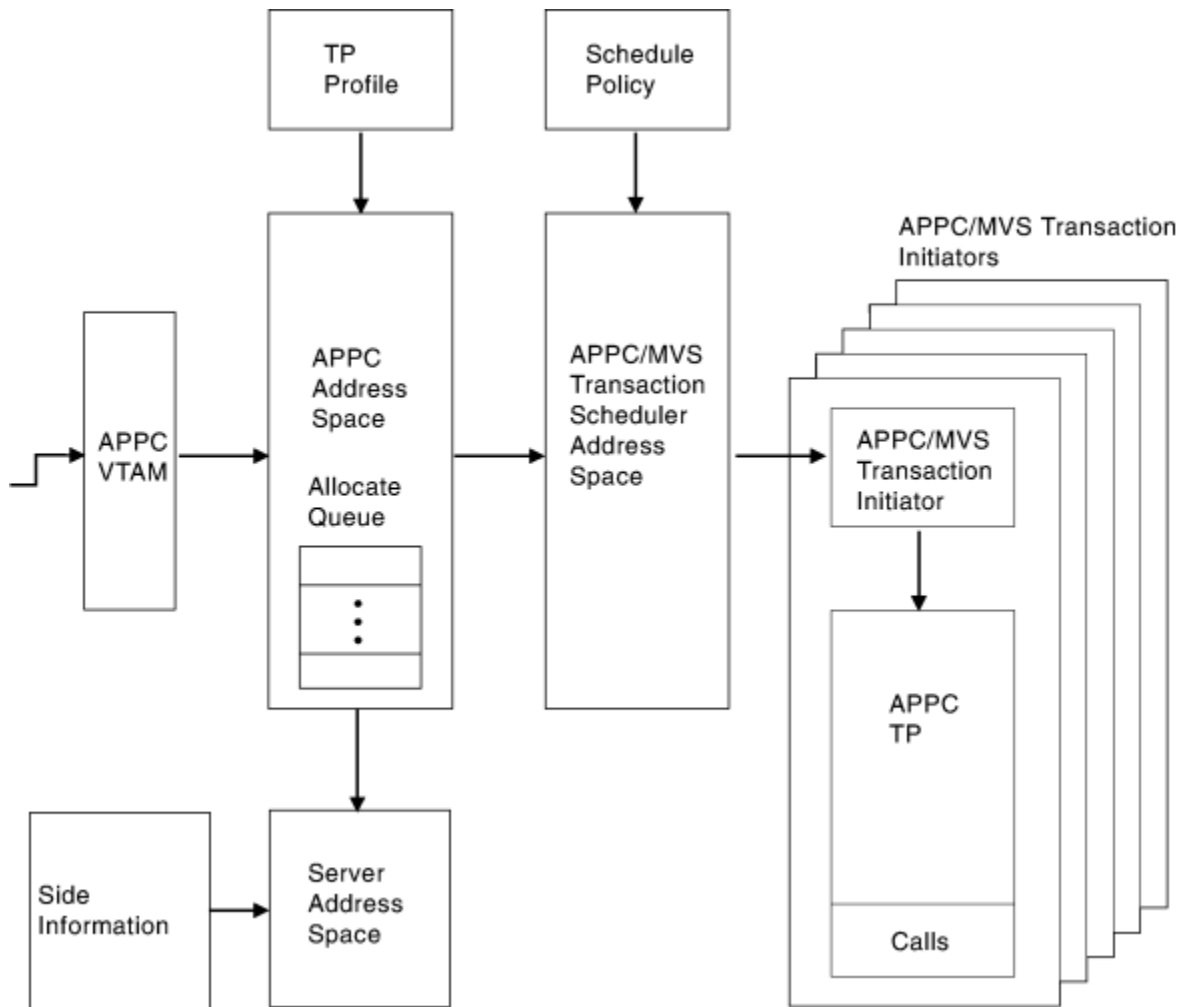 TP
Profile
Schedule
Policy
APPC/MVS Transaction
Initiators
APPC
VTAM
APPC
Address
Space
Allocate
Queue
APPC/MVS
Transaction
Scheduler
Address
Space
APPC/MVS
Transaction
Initiator
APPC
TP
Calls
Side
Information
Server
Address
Space